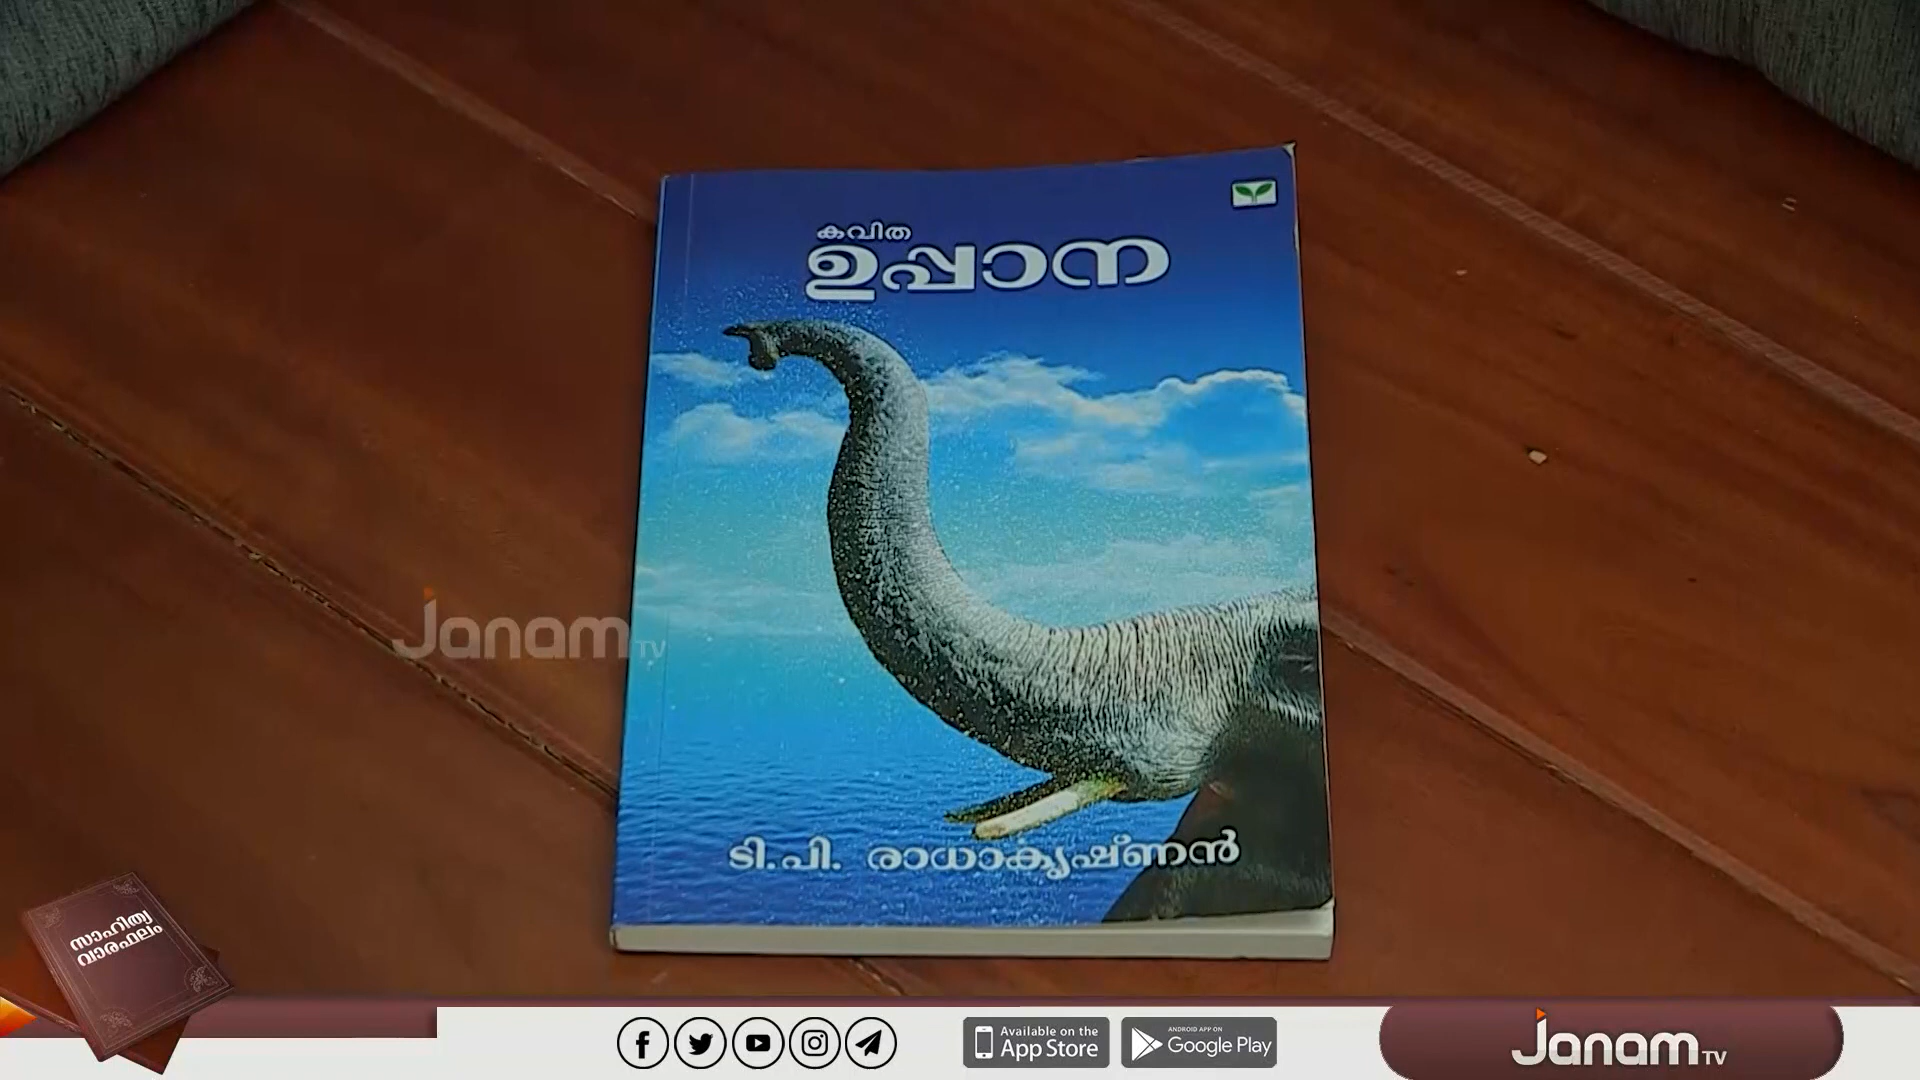 കവിത
ഉപ്പാന
ടി.പി. രാധാകൃഷ്ണൻ
Janam TV
സാഹിത്യ
വാരഫലം
Available on the
App Store
ANDROID APP ON
Google Play
Janam TV